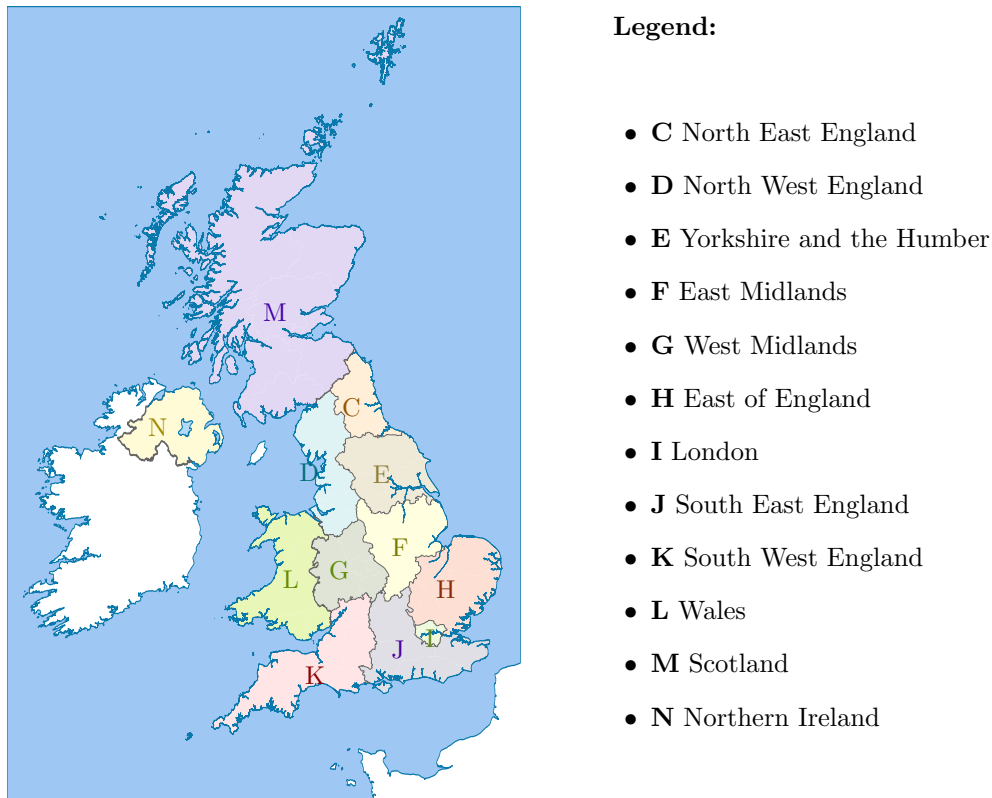 Legend:
• C North East England
• D North West England
• E Yorkshire and the Humber
• F East Midlands
• G West Midlands
• H East of England
• I London
• J South East England
• K South West England
• L Wales
• M Scotland
• N Northern Ireland
M
C
N
D
E
F
G
L
H
I
J
K